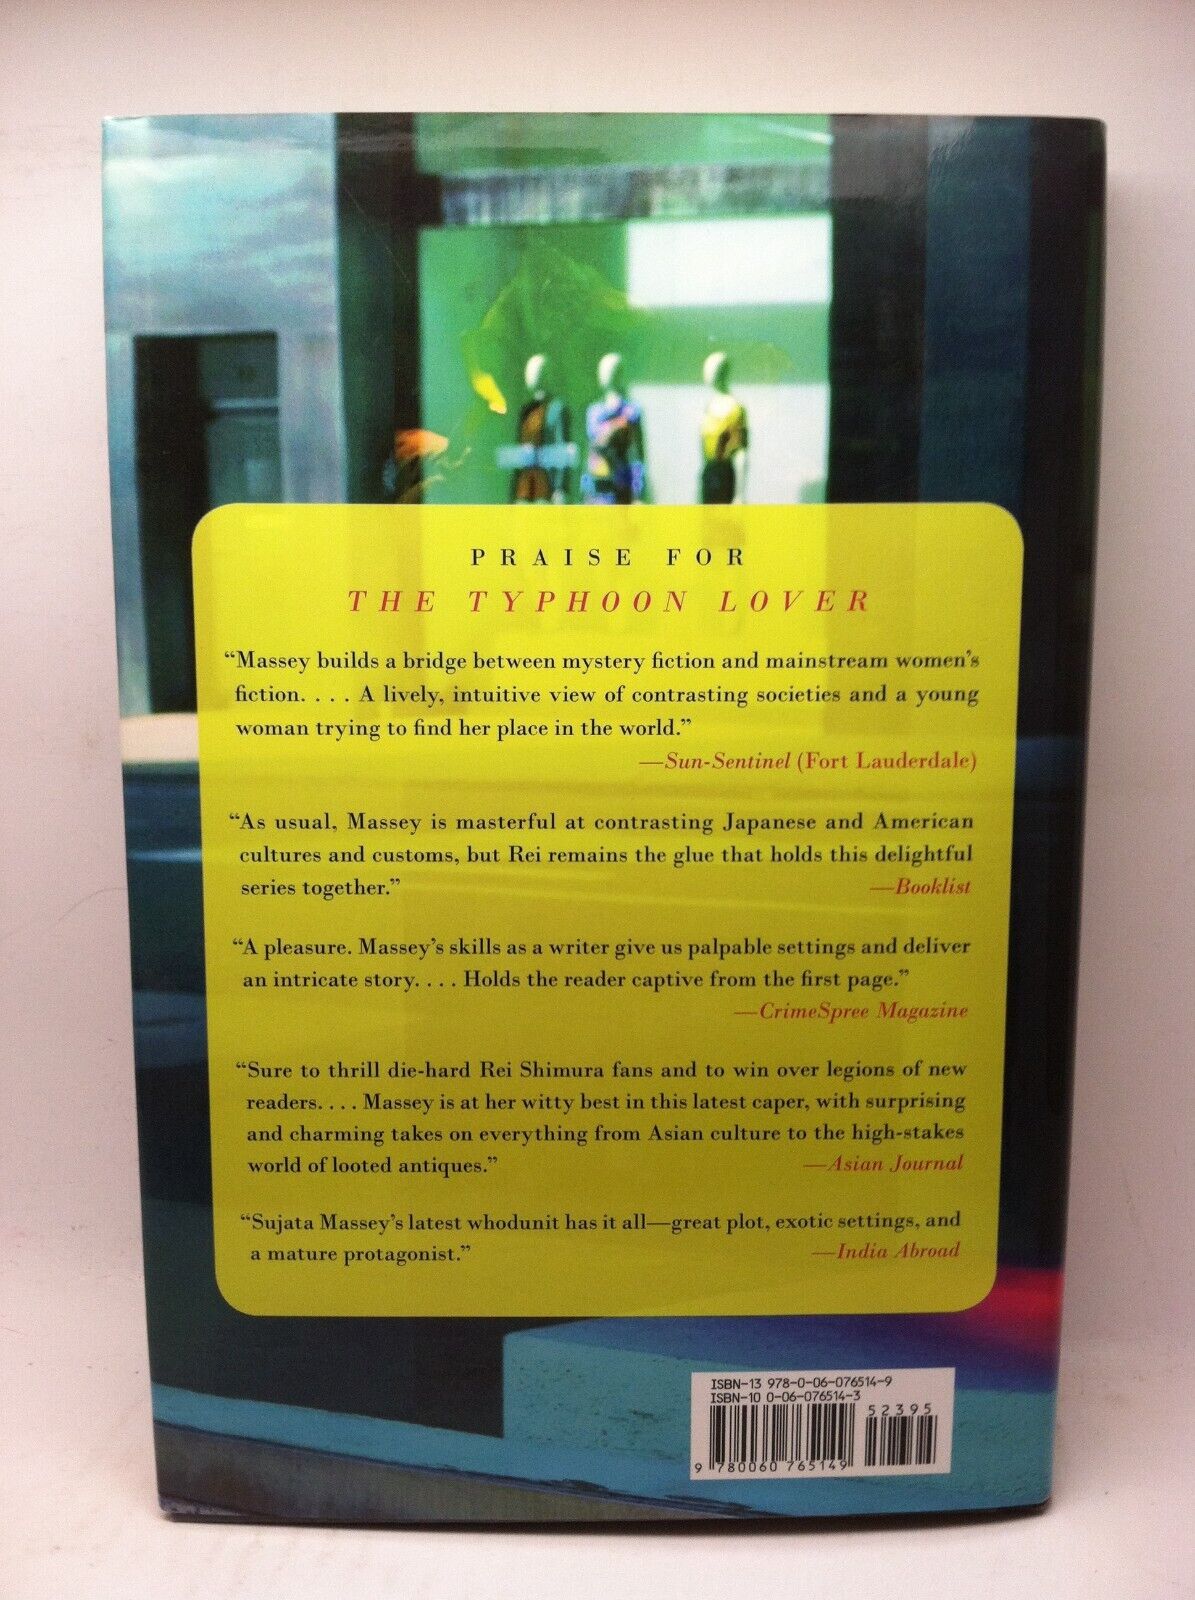 PRAISE FOR
THE TYPHOON LOVER
“Massey builds a bridge between mystery fiction and mainstream women’s
fiction. . . . A lively, intuitive view of contrasting societies and a young
woman trying to find her place in the world.”
—Sun-Sentinel (Fort Lauderdale)
“As usual, Massey is masterful at contrasting Japanese and American
cultures and customs, but Rei remains the glue that holds this delightful
series together.” —Booklist
“A pleasure. Massey’s skills as a writer give us palpable settings and deliver
an intricate story. . . . Holds the reader captive from the first page.”
—CrimeSpree Magazine
“Sure to thrill die-hard Rei Shimura fans and to win over legions of new
readers. . . . Massey is at her witty best in this latest caper, with surprising
and charming takes on everything from Asian culture to the high-stakes
world of looted antiques.” —Asian Journal
“Sujata Massey’s latest whodunit has it all—great plot, exotic settings, and
a mature protagonist.” —India Abroad
ISBN-13 978-0-06-076514-9
ISBN-10 0-06-076514-3
52395
9 780060 765149